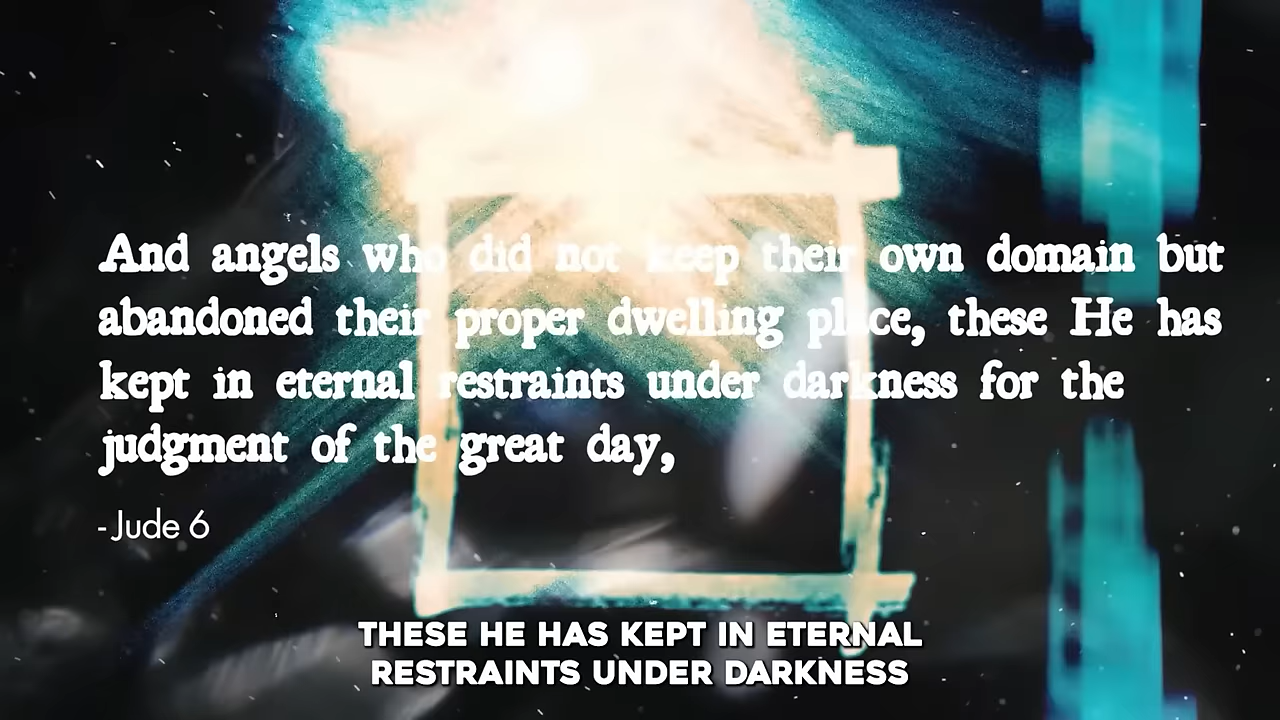 And angels who did not keep their own domain but
abandoned their proper dwelling place, these He has
kept in eternal restraints under darkness for the
judgment of the great day,
- Jude 6
THESE HE HAS KEPT IN ETERNAL
RESTRAINTS UNDER DARKNESS